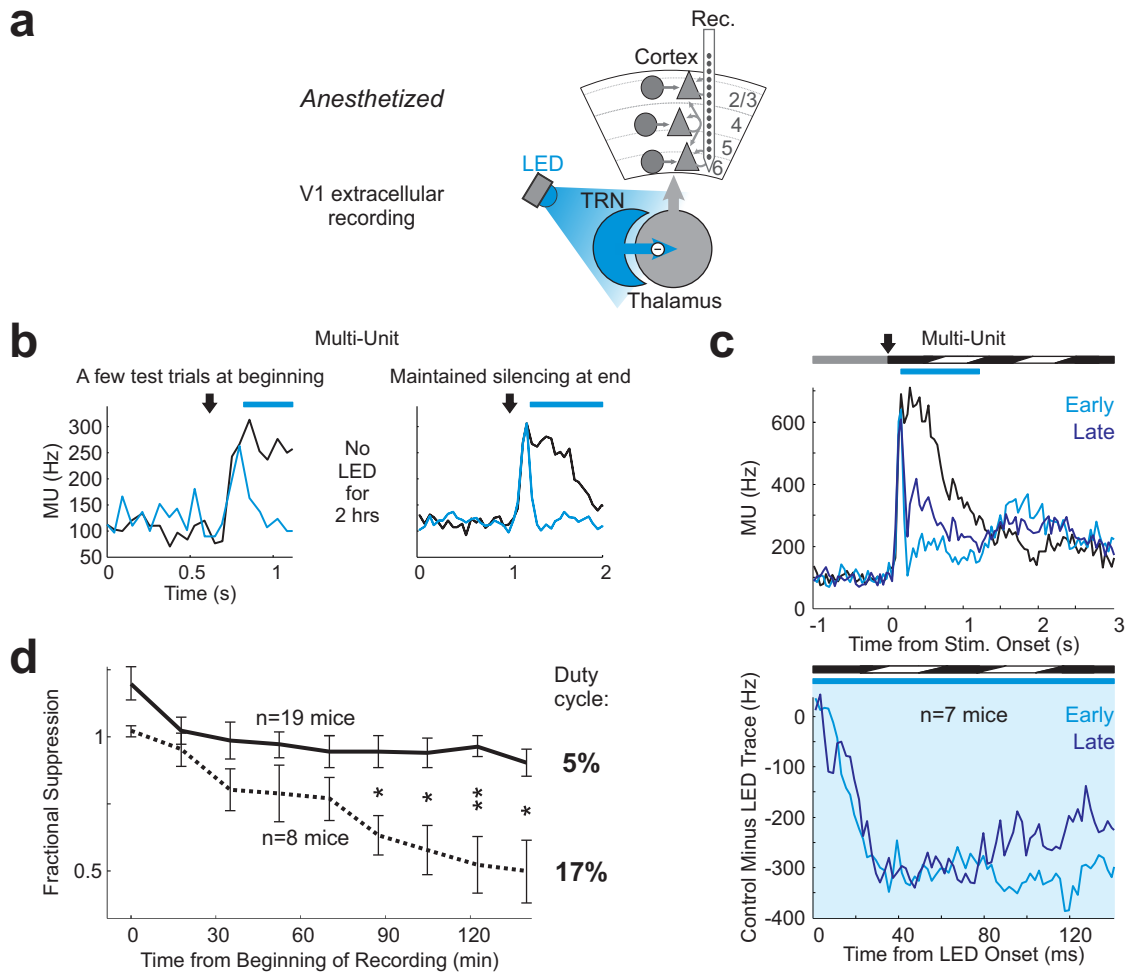 a
Rec.
Cortex
Anesthetized
2/3
4
5
6
LED
V1 extracellular
recording
TRN
−
Thalamus
b
Multi-Unit
A few test trials at beginning
Maintained silencing at end
MU (Hz)
300
250
200
150
100
50
0
0.5
1
Time (s)
No
LED
for
2 hrs
0
1
2
c
Multi-Unit
Early
Late
MU (Hz)
600
400
200
0
-1
0
1
2
3
Time from Stim. Onset (s)
n=7 mice
Early
Late
Control Minus LED Trace (Hz)
0
-100
-200
-300
-400
0
40
80
120
Time from LED Onset (ms)
d
Fractional Suppression
1
0.5
n=19 mice
n=8 mice
*
*
*
*
*
Duty
cycle:
5%
17%
0
30
60
90
120
Time from Beginning of Recording (min)